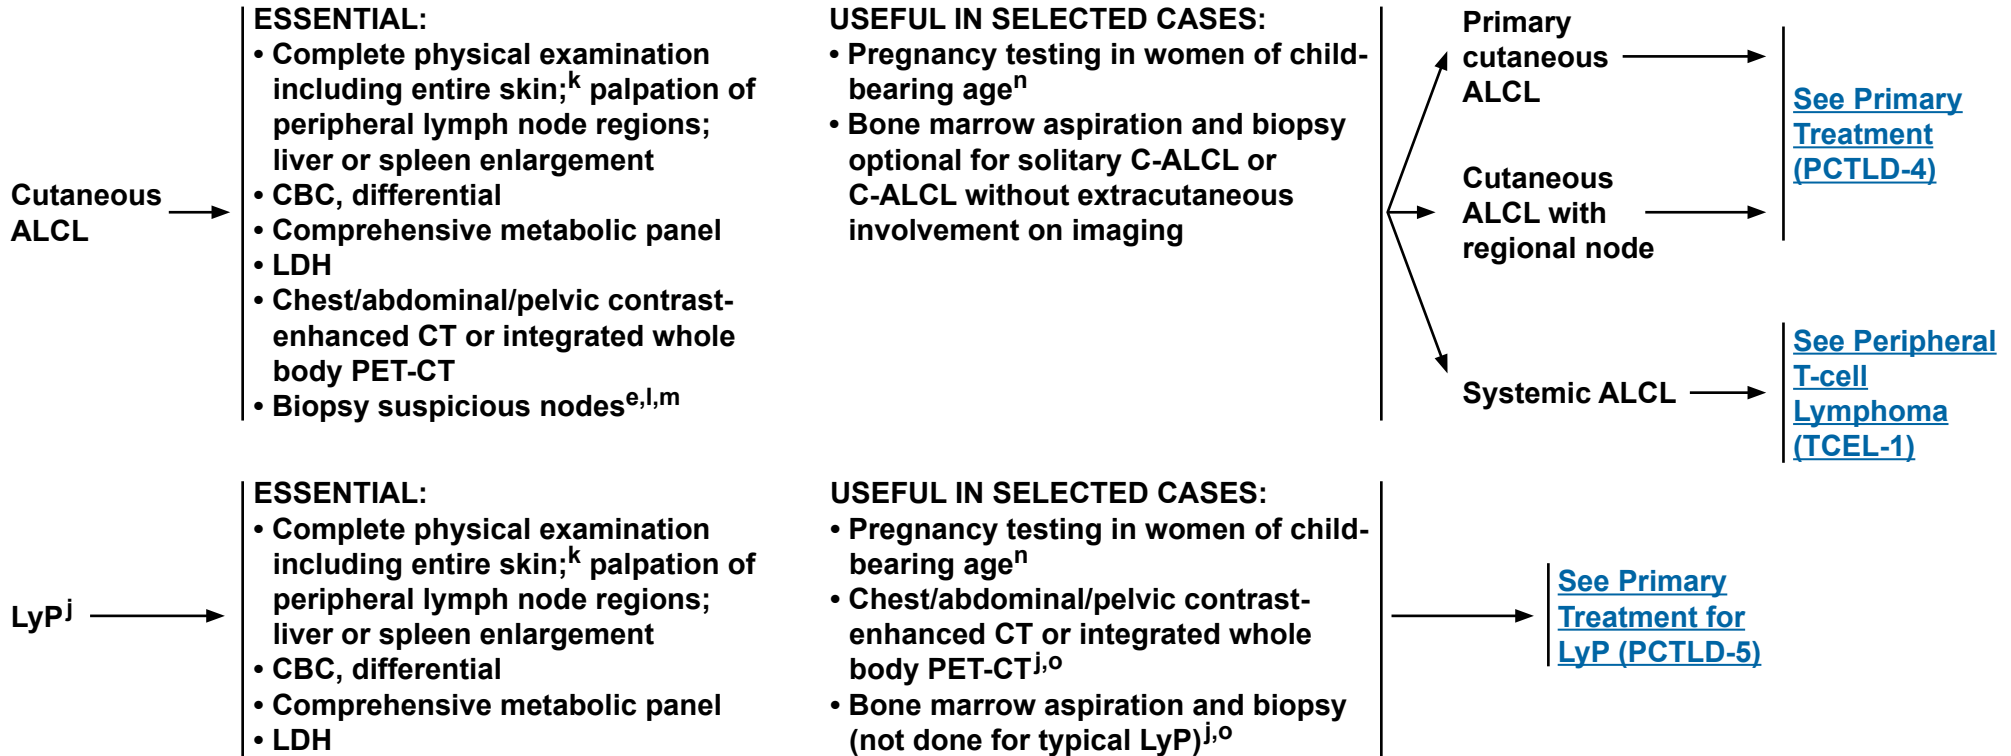 Cutaneous
ALCL
ESSENTIAL:
• Complete physical examination
including entire skin;k palpation of
peripheral lymph node regions;
liver or spleen enlargement
• CBC, differential
• Comprehensive metabolic panel
• LDH
• Chest/abdominal/pelvic contrast-
enhanced CT or integrated whole
body PET-CT
• Biopsy suspicious nodese,l,m
USEFUL IN SELECTED CASES:
• Pregnancy testing in women of child-
bearing agen
• Bone marrow aspiration and biopsy
optional for solitary C-ALCL or
C-ALCL without extracutaneous
involvement on imaging
Primary
cutaneous
ALCL
Cutaneous
ALCL with
regional node
See Primary
Treatment
(PCTLD-4)
Systemic ALCL
See Peripheral
T-cell
Lymphoma
(TCEL-1)
LyPj
ESSENTIAL:
• Complete physical examination
including entire skin;k palpation of
peripheral lymph node regions;
liver or spleen enlargement
• CBC, differential
• Comprehensive metabolic panel
• LDH
USEFUL IN SELECTED CASES:
• Pregnancy testing in women of child-
bearing agen
• Chest/abdominal/pelvic contrast-
enhanced CT or integrated whole
body PET-CTj,o
• Bone marrow aspiration and biopsy
(not done for typical LyP)j,o
See Primary
Treatment for
LyP (PCTLD-5)